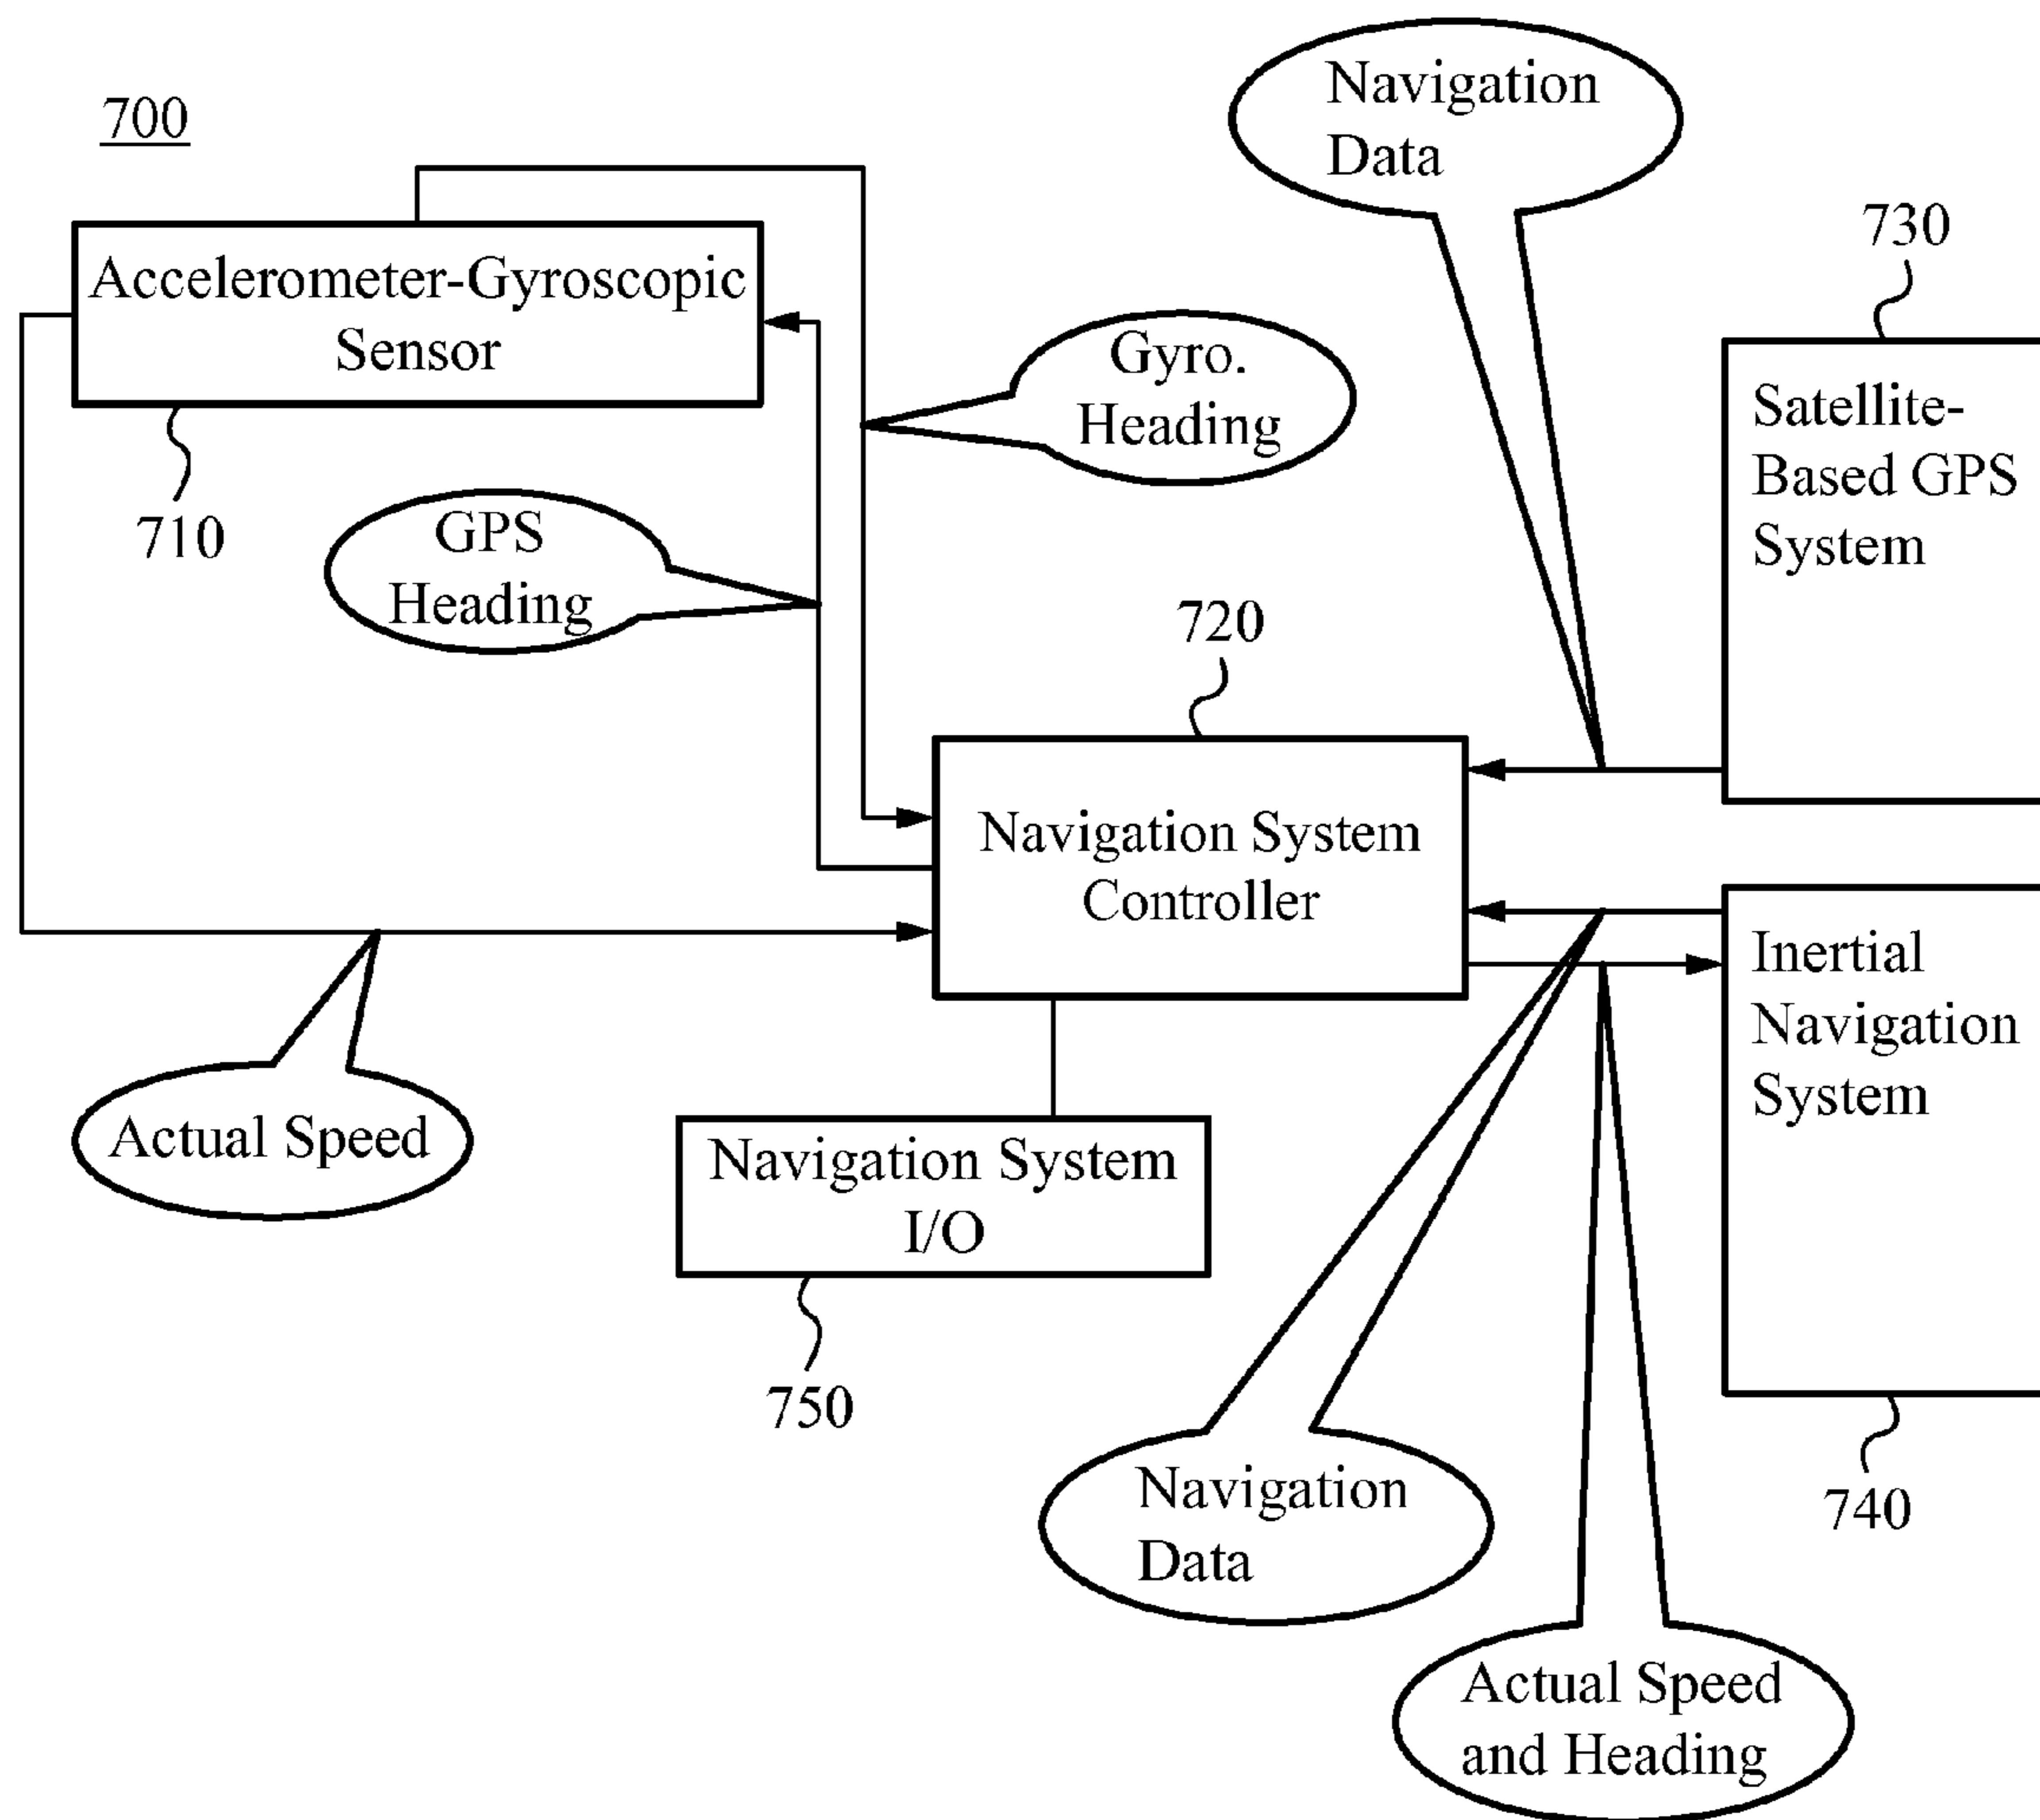 700
Navigation
Data
730
Accelerometer-Gyroscopic
Sensor
710
Gyro.
Heading
GPS
Heading
Satellite-
Based GPS
System
720
Navigation System
Controller
Inertial
Navigation
System
Actual Speed
Navigation System
I/O
750
Navigation
Data
740
Actual Speed
and Heading